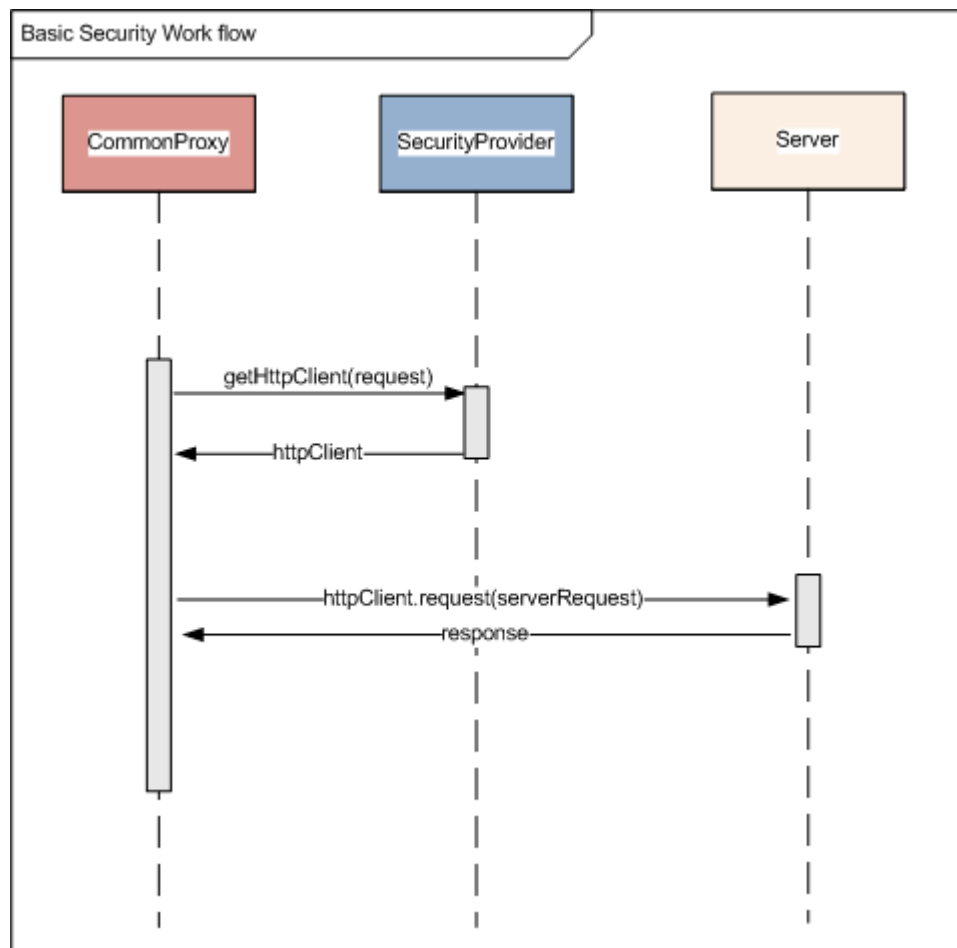 Basic Security Work flow
CommonProxy
SecurityProvider
Server
getHttpClient(request)
httpClient
httpClient.request(serverRequest)
response